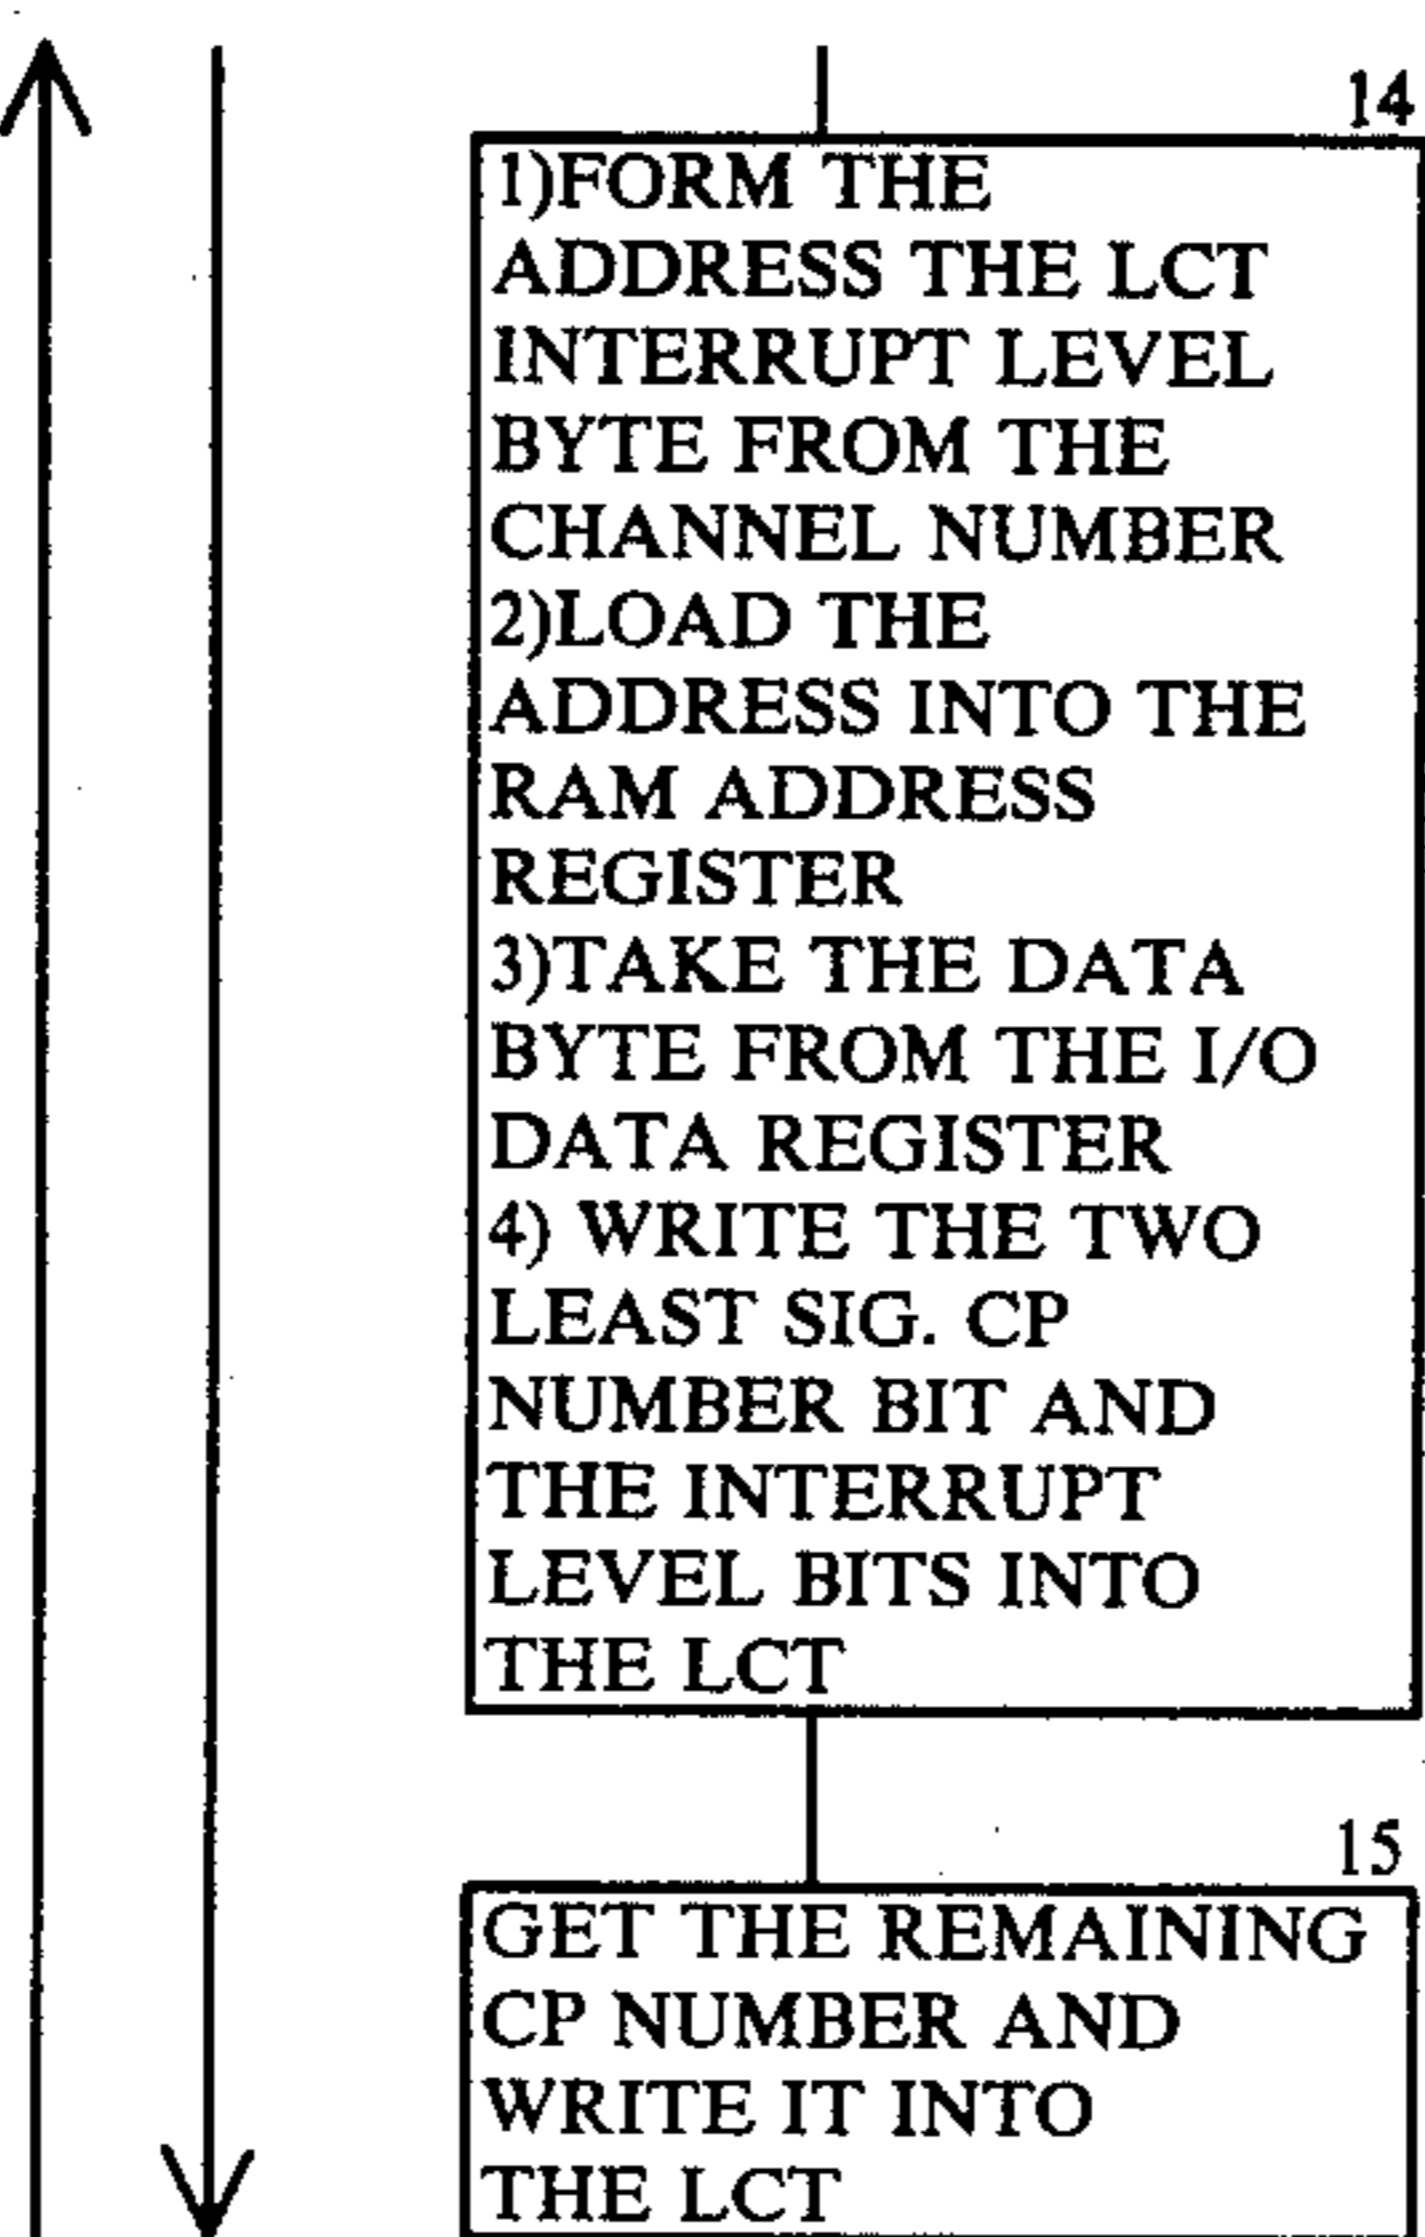 14
1)FORM THE
ADDRESS THE LCT
INTERRUPT LEVEL
BYTE FROM THE
CHANNEL NUMBER
2)LOAD THE
ADDRESS INTO THE
RAM ADDRESS
REGISTER
3)TAKE THE DATA
BYTE FROM THE I/O
DATA REGISTER
4) WRITE THE TWO
LEAST SIG. CP
NUMBER BIT AND
THE INTERRUPT
LEVEL BITS INTO
THE LCT
15
GET THE REMAINING
CP NUMBER AND
WRITE IT INTO
THE LCT